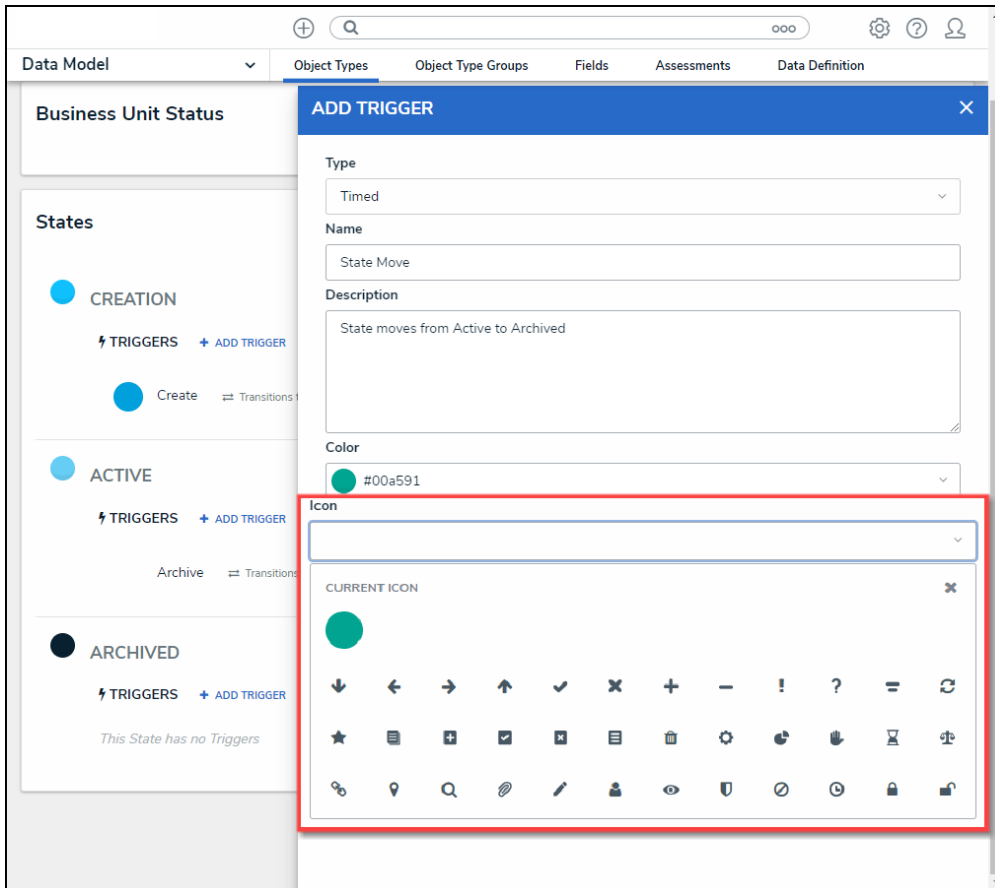 Data Model
Object Types
Object Type Groups
Fields
Assessments
Data Definition
Business Unit Status
States
CREATION
TRIGGERS
+ ADD TRIGGER
Create
Transitions
ACTIVE
TRIGGERS
+ ADD TRIGGER
Archive
Transitions
ARCHIVED
TRIGGERS
+ ADD TRIGGER
This State has no Triggers
ADD TRIGGER
Type
Timed
Name
State Move
Description
State moves from Active to Archived
Color
#00a591
Icon
CURRENT ICON